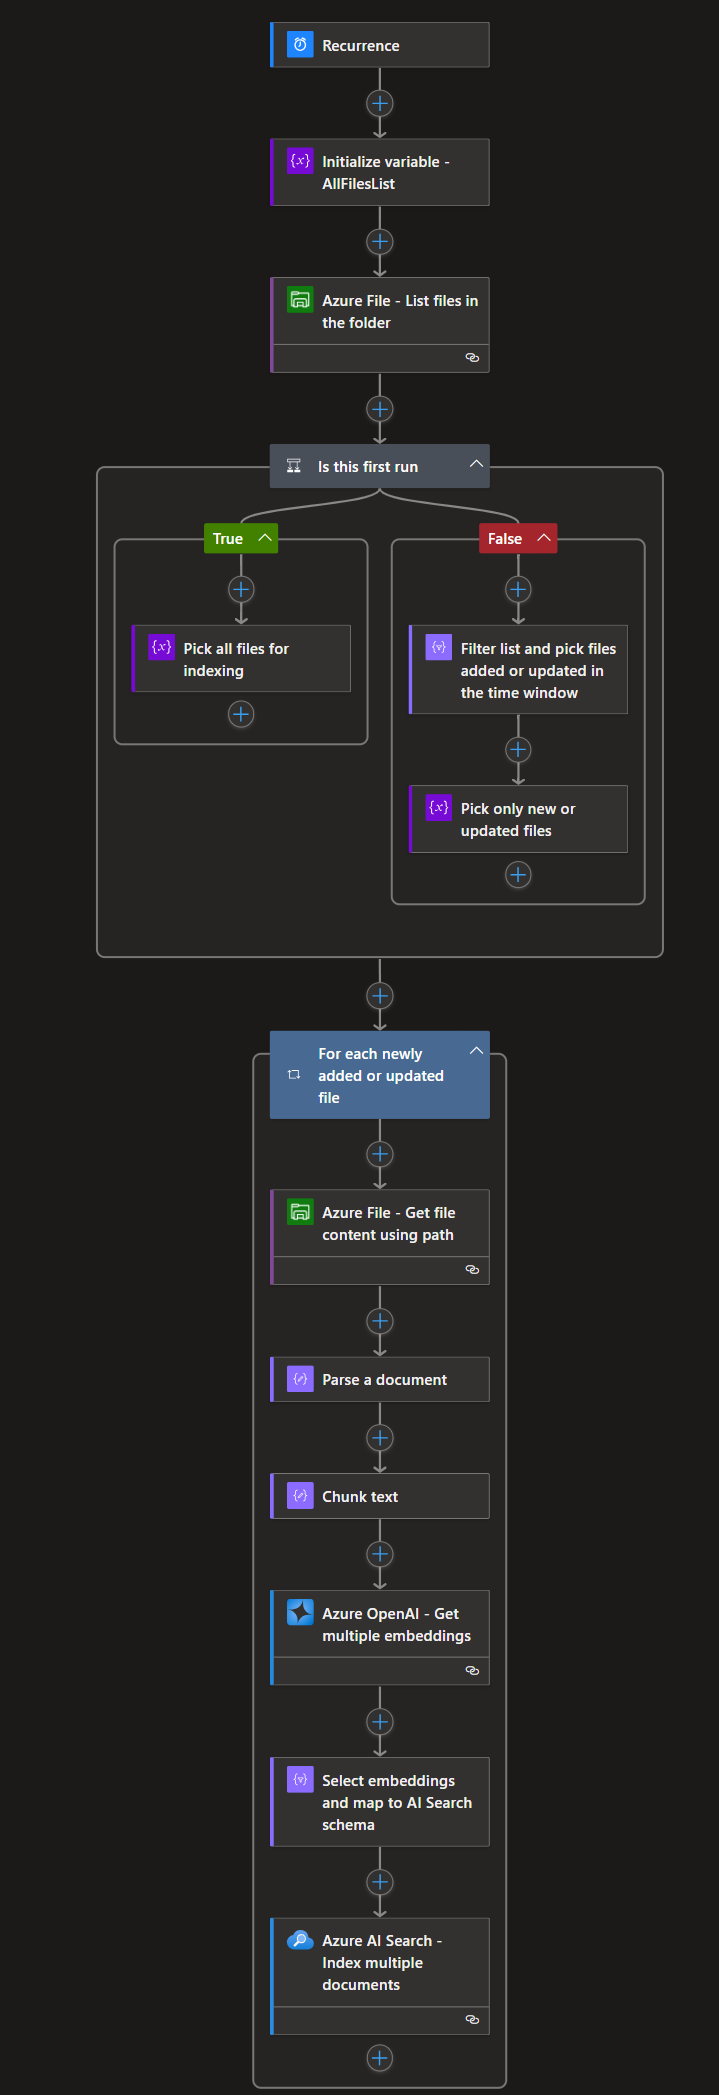 Recurrence
Initialize variable -
AllFilesList
Azure File - List files in
the folder
Is this first run
True
Pick all files for
indexing
False
Filter list and pick files
added or updated in
the time window
Pick only new or
updated files
For each newly
added or updated
file
Azure File - Get file
content using path
Parse a document
Chunk text
Azure OpenAI - Get
multiple embeddings
Select embeddings
and map to AI Search
schema
Azure AI Search -
Index multiple
documents